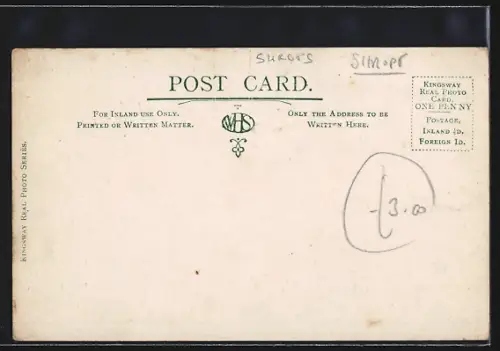 SHROPS
SHROPS
POST CARD.
FOR INLAND USE ONLY.
PRINTED OR WRITTEN MATTER.
WHS
ONLY THE ADDRESS TO BE
WRITTEN HERE.
KINGSWAY
REAL PHOTO
CARD.
ONE PENNY
POSTAGE.
INLAND ½D.
FOREIGN 1D.
3.00
KINGSWAY REAL PHOTO SERIES.